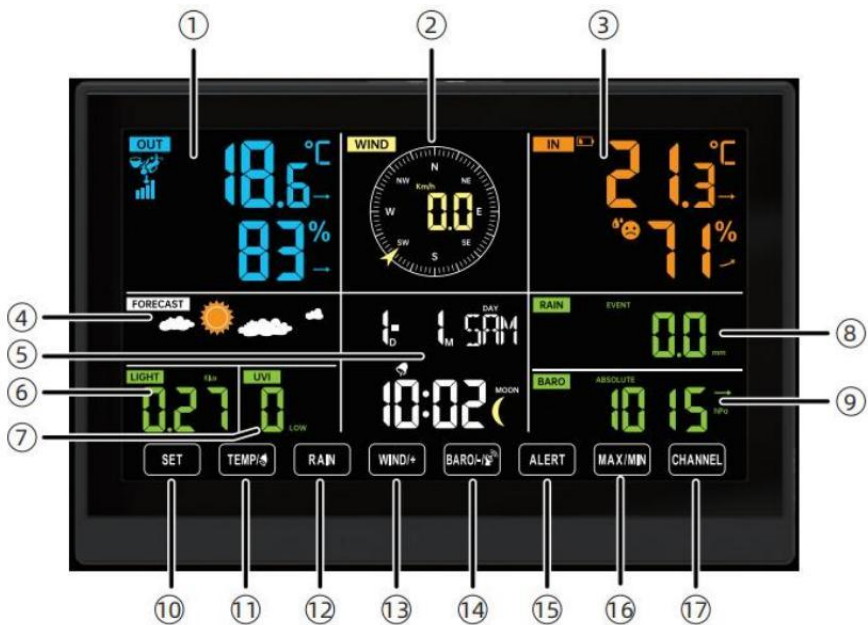 ① ② ③
OUT 18.6 °C
83 %
WIND
N
NW NE
Km/h
W 0.0 E
SW SE
S
IN 21.3 °C
71 %
④ FORECAST
⑤
1 D - 1 M SAM DAY
10:02 MOON
RAIN EVENT
0.0 mm ⑧
⑥ LIGHT Klux
0.27
⑦ UVI
0 LOW
BARO ABSOLUTE
1015 hPa ⑨
SET TEMP/ RAIN WIND/+ BARO/-/ ALERT MAX/MIN CHANNEL
⑩ ⑪ ⑫ ⑬ ⑭ ⑮ ⑯ ⑰